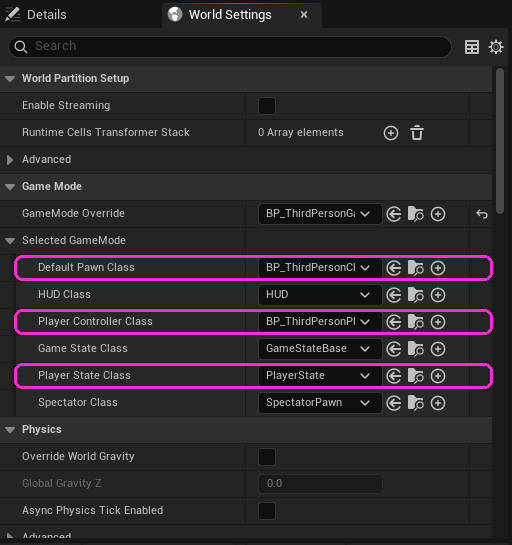 Details
World Settings
Search
World Partition Setup
Enable Streaming
Runtime Cells Transformer Stack 0 Array elements
Advanced
Game Mode
GameMode Override BP_ThirdPersonGa
Selected GameMode
Default Pawn Class BP_ThirdPersonCl
HUD Class HUD
Player Controller Class BP_ThirdPersonPl
Game State Class GameStateBase
Player State Class PlayerState
Spectator Class SpectatorPawn
Physics
Override World Gravity
Global Gravity Z 0.0
Async Physics Tick Enabled
Advanced